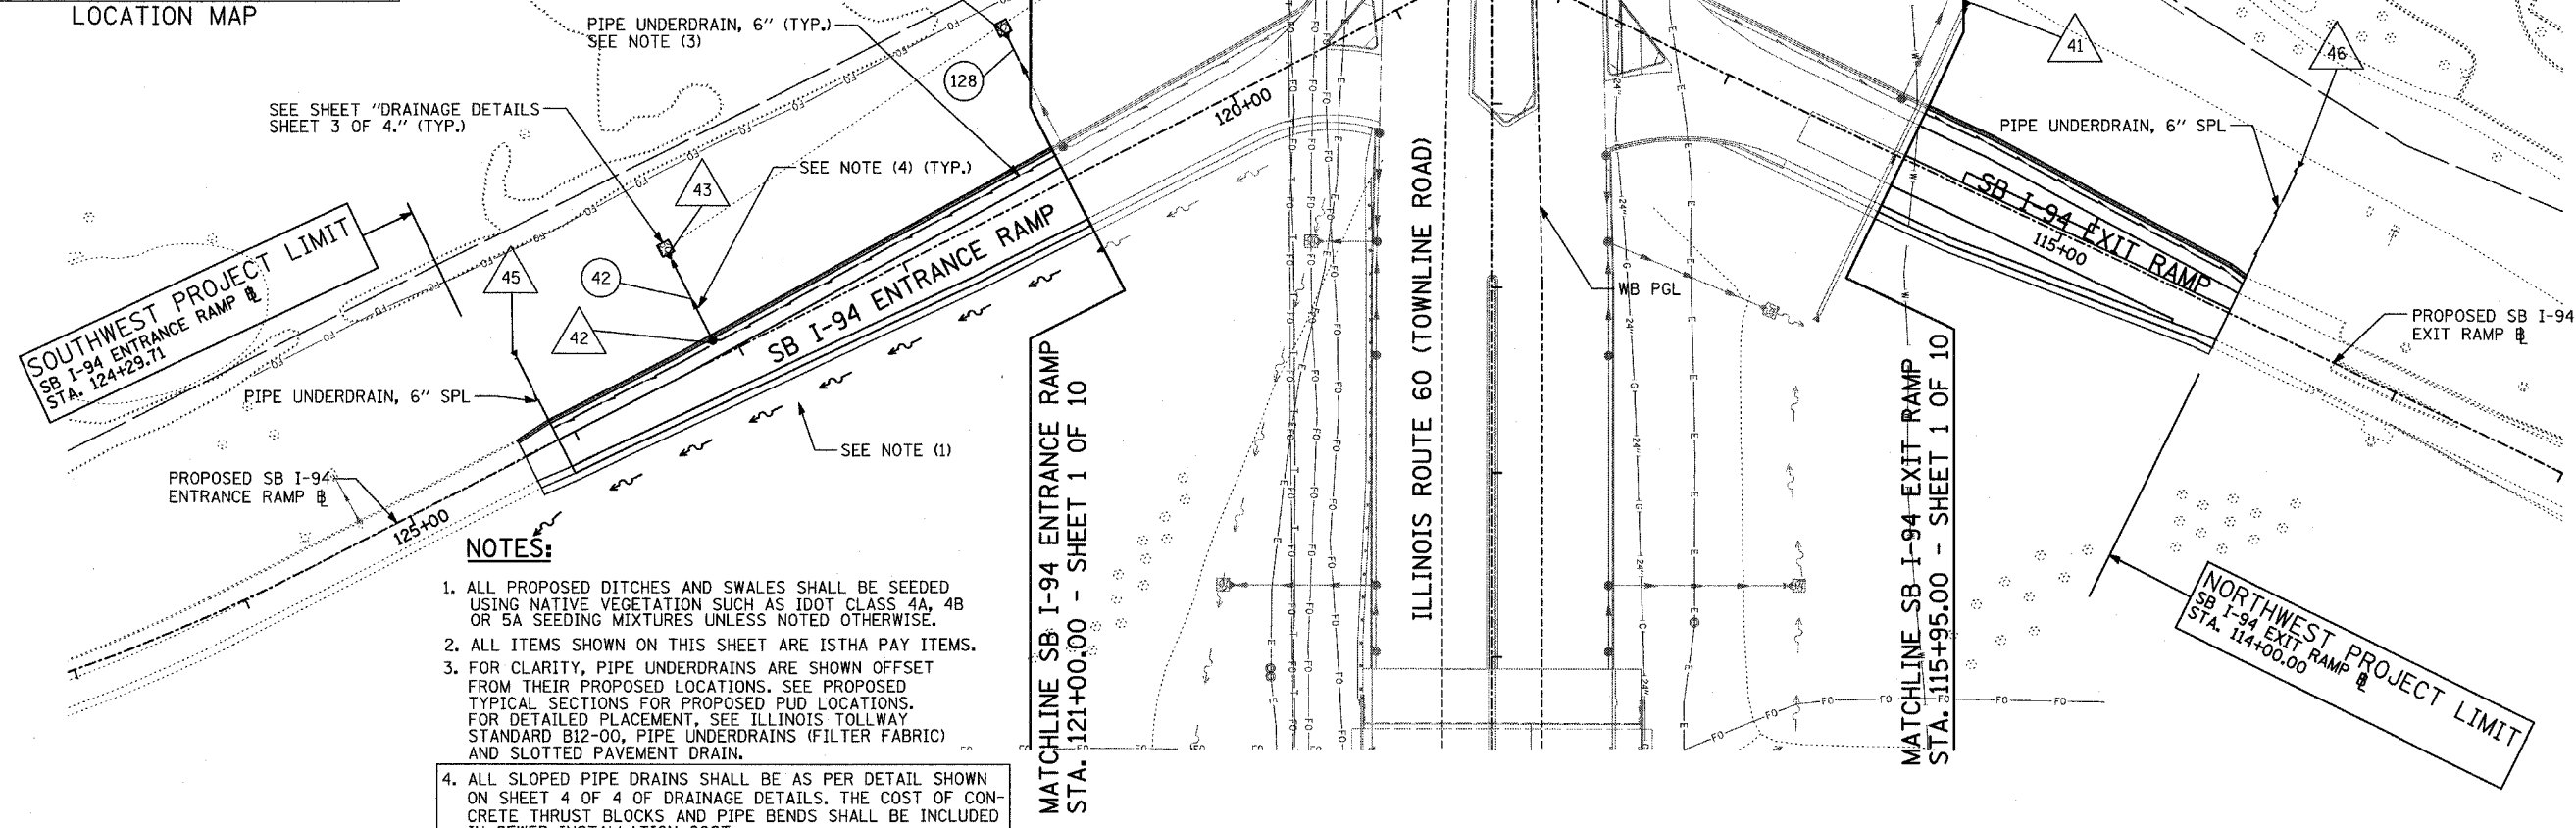 LOCATION MAP
PIPE UNDERDRAIN, 6" (TYP.)
SEE NOTE (3)
128
SEE SHEET "DRAINAGE DETAILS
SHEET 3 OF 4." (TYP.)
SEE NOTE (4) (TYP.)
43
42
45
42
120+00
SB I-94 ENTRANCE RAMP
SOUTHWEST PROJECT LIMIT
SB I-94 ENTRANCE RAMP ℄
STA. 124+29.71
PIPE UNDERDRAIN, 6" SPL
SEE NOTE (1)
PROPOSED SB I-94
ENTRANCE RAMP ℄
125+00
NOTES:
1. ALL PROPOSED DITCHES AND SWALES SHALL BE SEEDED
USING NATIVE VEGETATION SUCH AS IDOT CLASS 4A, 4B
OR 5A SEEDING MIXTURES UNLESS NOTED OTHERWISE.
2. ALL ITEMS SHOWN ON THIS SHEET ARE ISTHA PAY ITEMS.
3. FOR CLARITY, PIPE UNDERDRAINS ARE SHOWN OFFSET
FROM THEIR PROPOSED LOCATIONS. SEE PROPOSED
TYPICAL SECTIONS FOR PROPOSED PUD LOCATIONS.
FOR DETAILED PLACEMENT, SEE ILLINOIS TOLLWAY
STANDARD B12-00, PIPE UNDERDRAINS (FILTER FABRIC)
AND SLOTTED PAVEMENT DRAIN.
4. ALL SLOPED PIPE DRAINS SHALL BE AS PER DETAIL SHOWN
ON SHEET 4 OF 4 OF DRAINAGE DETAILS. THE COST OF CON-
CRETE THRUST BLOCKS AND PIPE BENDS SHALL BE INCLUDED
IN SEWER INSTALLATION COST
MATCHLINE SB I-94 ENTRANCE RAMP
STA. 121+00.00 - SHEET 1 OF 10
ILLINOIS ROUTE 60 (TOWNLINE ROAD)
WB PGL
MATCHLINE SB I-94 EXIT RAMP
STA. 115+95.00 - SHEET 1 OF 10
41
46
PIPE UNDERDRAIN, 6" SPL
SB I-94 EXIT RAMP
115+00
PROPOSED SB I-94
EXIT RAMP ℄
NORTHWEST PROJECT LIMIT
SB I-94 EXIT RAMP ℄
STA. 114+00.00